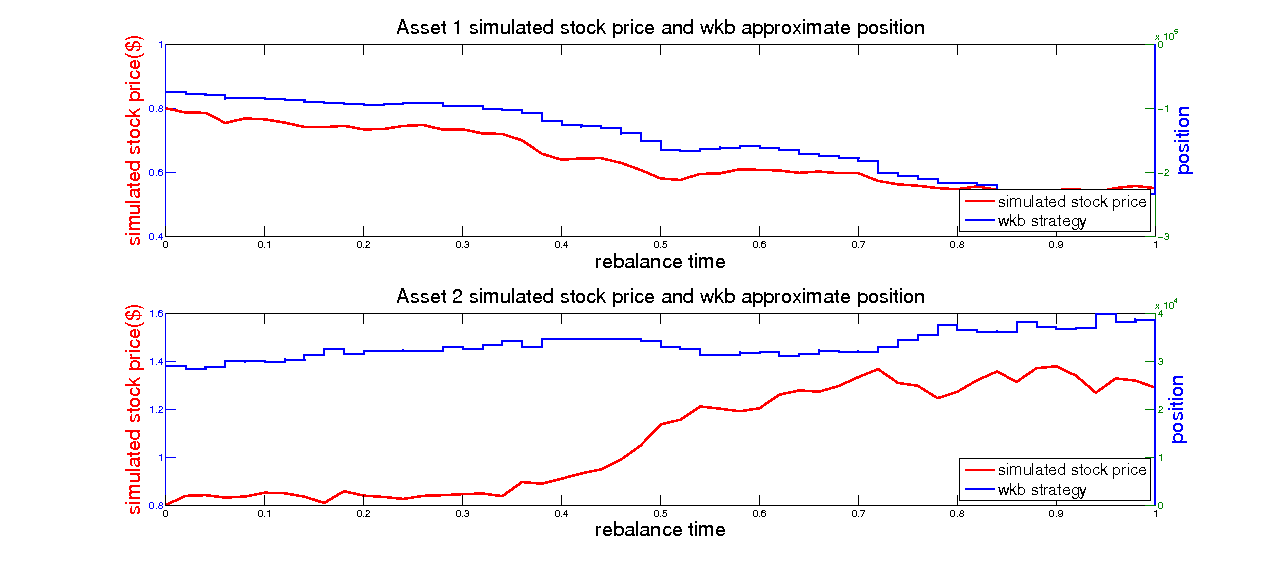 Asset 1 simulated stock price and wkb approximate position
x 10^5
simulated stock price($)
1
0.8
0.6
0.4
0
-1
-2
-3
position
simulated stock price
wkb strategy
0 0.1 0.2 0.3 0.4 0.5 0.6 0.7 0.8 0.9 1
rebalance time
Asset 2 simulated stock price and wkb approximate position
x 10^4
simulated stock price($)
1.6
1.4
1.2
1
0.8
4
3
2
1
0
position
simulated stock price
wkb strategy
0 0.1 0.2 0.3 0.4 0.5 0.6 0.7 0.8 0.9 1
rebalance time